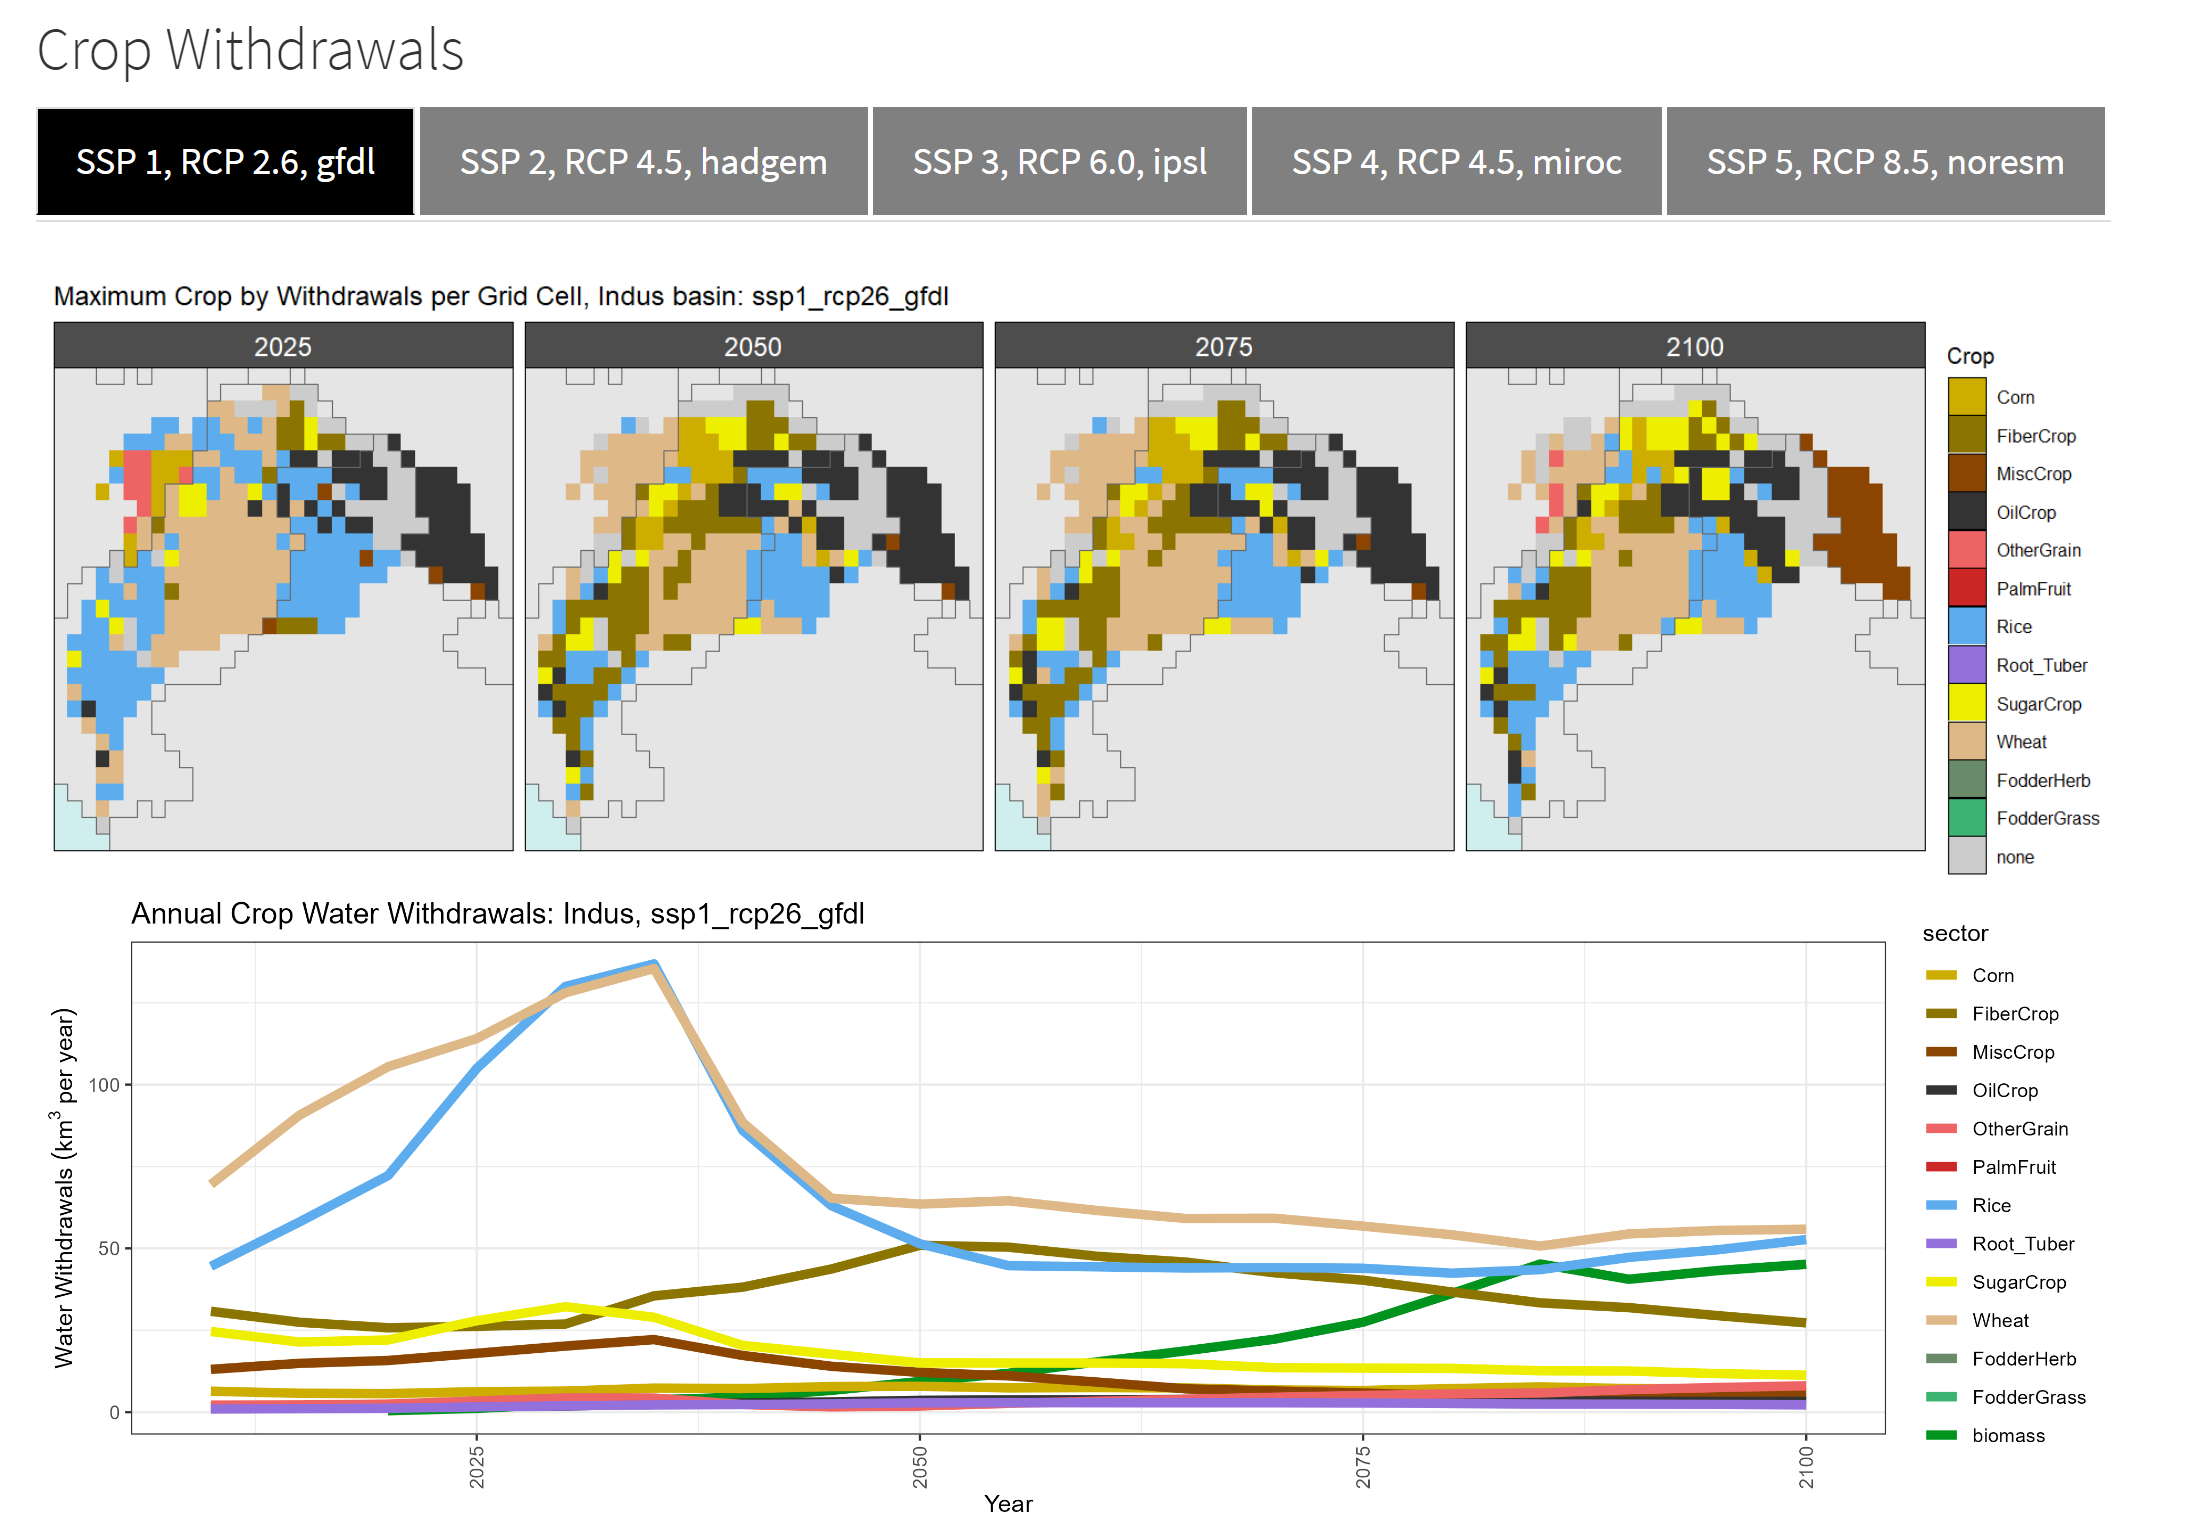 Crop Withdrawals
SSP 1, RCP 2.6, gfdl
SSP 2, RCP 4.5, hadgem
SSP 3, RCP 6.0, ipsl
SSP 4, RCP 4.5, miroc
SSP 5, RCP 8.5, noresm
Maximum Crop by Withdrawals per Grid Cell, Indus basin: ssp1_rcp26_gfdl
2025
2050
2075
2100
Crop
Corn
FiberCrop
MiscCrop
OilCrop
OtherGrain
PalmFruit
Rice
Root_Tuber
SugarCrop
Wheat
FodderHerb
FodderGrass
none
Annual Crop Water Withdrawals: Indus, ssp1_rcp26_gfdl
Water Withdrawals (km³ per year)
100
50
0
2025
2050
2075
2100
Year
sector
Corn
FiberCrop
MiscCrop
OilCrop
OtherGrain
PalmFruit
Rice
Root_Tuber
SugarCrop
Wheat
FodderHerb
FodderGrass
biomass